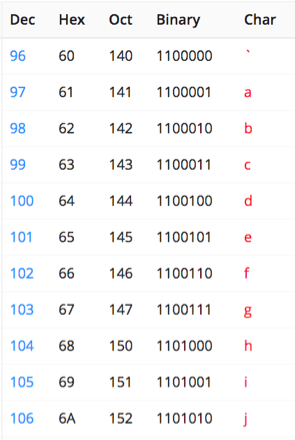 Dec Hex Oct Binary Char
96 60 140 1100000 `
97 61 141 1100001 a
98 62 142 1100010 b
99 63 143 1100011 c
100 64 144 1100100 d
101 65 145 1100101 e
102 66 146 1100110 f
103 67 147 1100111 g
104 68 150 1101000 h
105 69 151 1101001 i
106 6A 152 1101010 j